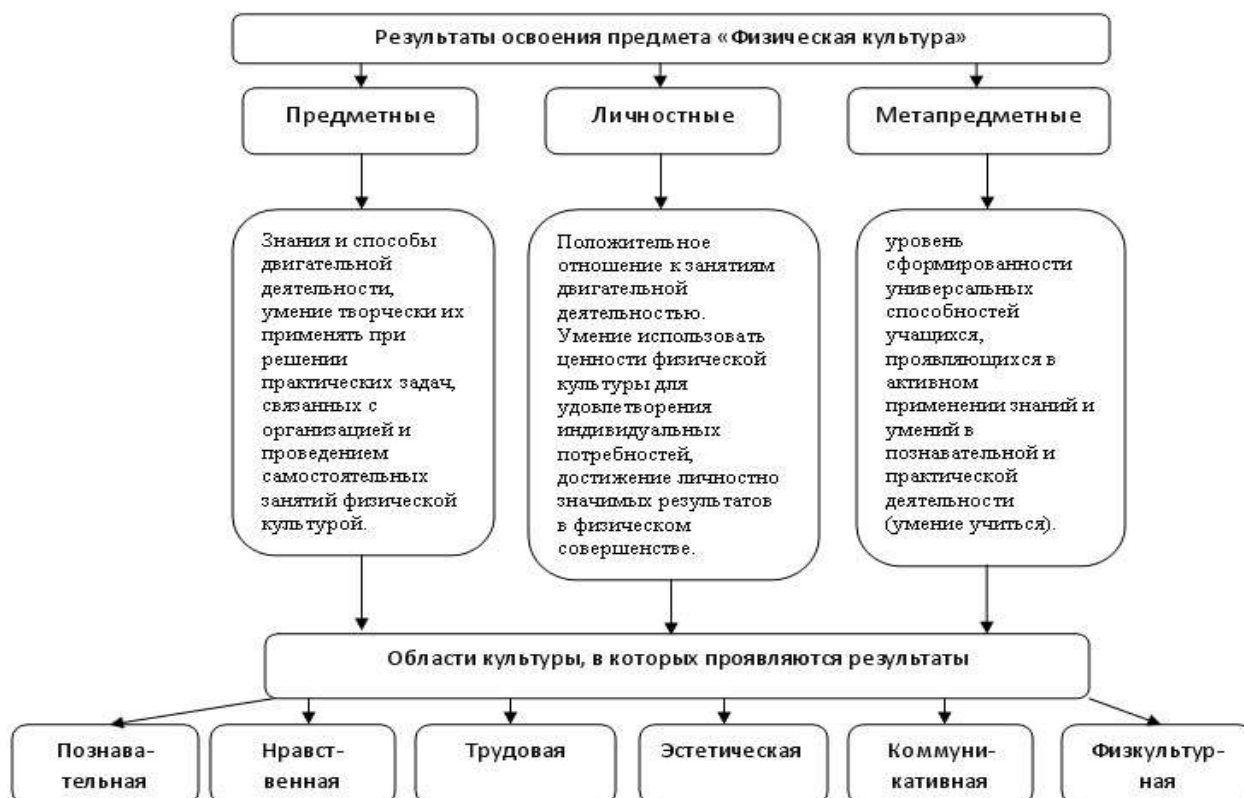 Результаты освоения предмета «Физическая культура»
Предметные
Личностные
Метапредметные
Знания и способы
двигательной
деятельности,
умение творчески их
применять при
решении
практических задач,
связанных с
организацией и
проведением
самостоятельных
занятий физической
культурой.
Положительное
отношение к занятиям
двигательной
деятельностью.
Умение использовать
ценности физической
культуры для
удовлетворения
индивидуальных
потребностей,
достижение личностно
значимых результатов
в физическом
совершенстве.
уровень
сформированности
универсальных
способностей
учащихся,
проявляющихся в
активном
применении знаний и
умений в
познавательной и
практической
деятельности
(умение учиться).
Области культуры, в которых проявляются результаты
Познава-
тельная
Нравст-
венная
Трудовая
Эстетическая
Коммуни-
кативная
Физкультур-
ная